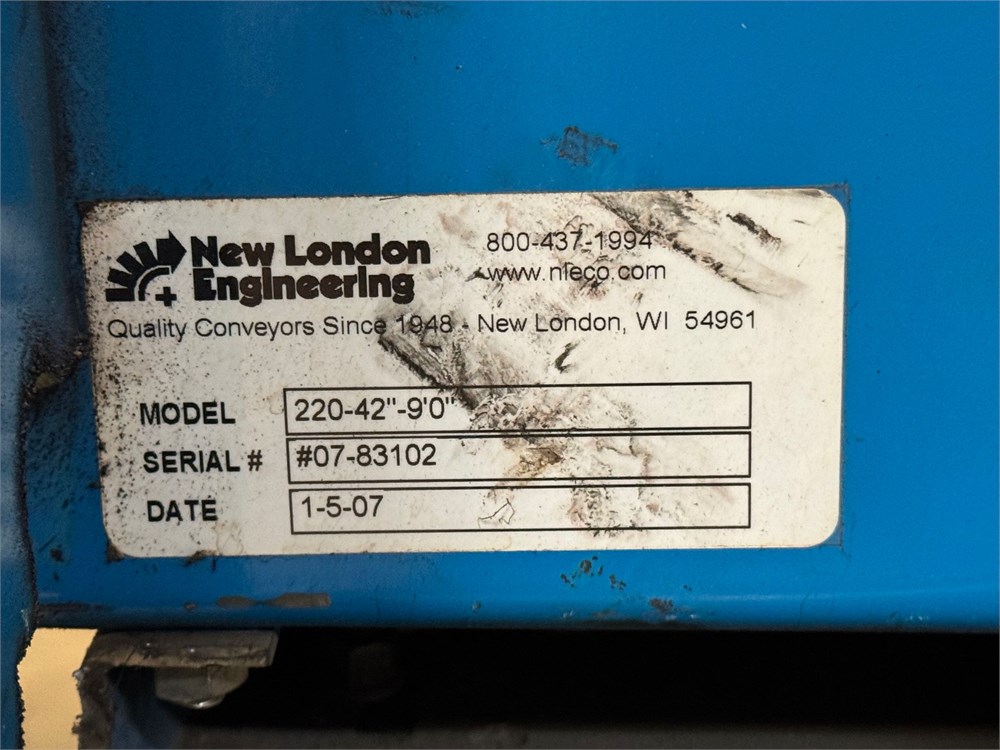 New London 800-437-1994
Engineering www.nleco.com
Quality Conveyors Since 1948 - New London, WI 54961
MODEL 220-42"-9'0"
SERIAL # #07-83102
DATE 1-5-07